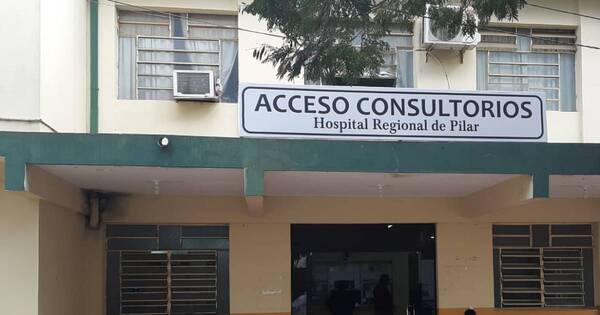 ACCESO CONSULTORIOS
Hospital Regional de Pilar